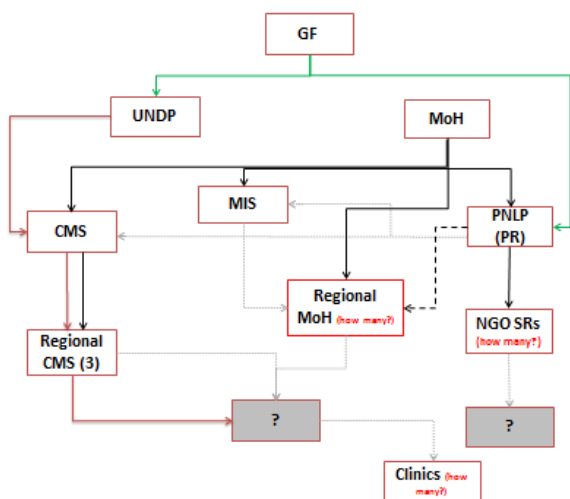 GF
UNDP
MoH
MIS
CMS
PNLP
(PR)
Regional
MoH (how many?)
NGO SRs
(how many?)
Regional
CMS (3)
?
?
Clinics (how
many?)